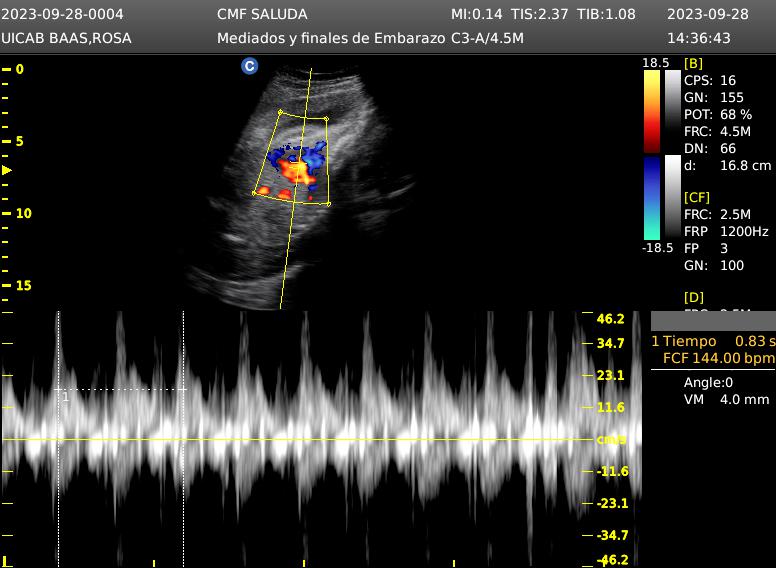 2023-09-28-0004 CMF SALUDA MI:0.14 TIS:2.37 TIB:1.08 2023-09-28
UICAB BAAS,ROSA Mediados y finales de Embarazo C3-A/4.5M 14:36:43
C
0
5
10
15
18.5
-18.5
[B]
CPS: 16
GN: 155
POT: 68 %
FRC: 4.5M
DN: 66
d: 16.8 cm
[CF]
FRC: 2.5M
FRP 1200Hz
FP 3
GN: 100
[D]
46.2
34.7
23.1
11.6
cm/s
-11.6
-23.1
-34.7
-46.2
1
1 Tiempo 0.83 s
FCF 144.00 bpm
Angle:0
VM 4.0 mm